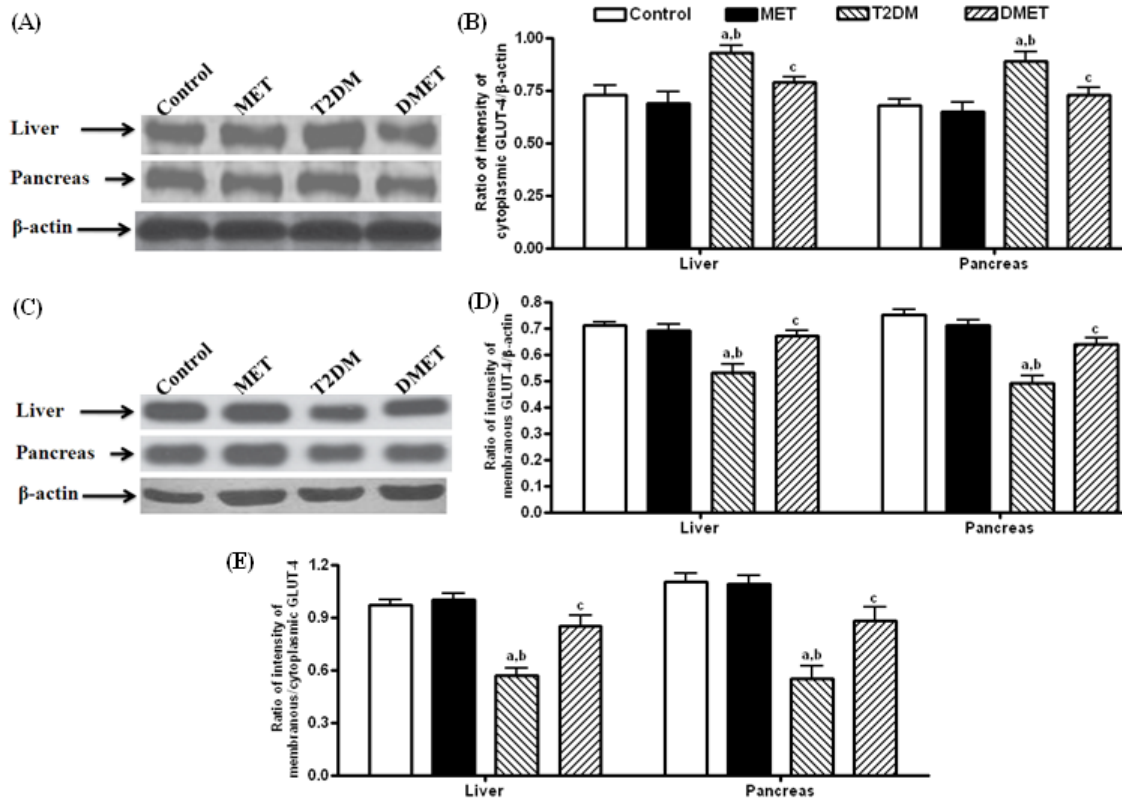 (A)
Control MET T2DM DMET
Liver
Pancreas
β-actin
(B)
Control MET T2DM DMET
Ratio of intensity of
cytoplasmic GLUT-4/β-actin
1.00
0.75
0.50
0.25
0.00
a,b
c
a,b
c
Liver Pancreas
(C)
Control MET T2DM DMET
Liver
Pancreas
β-actin
(D)
Ratio of intensity of
membranous GLUT-4/β-actin
0.8
0.7
0.6
0.5
0.4
0.3
0.2
0.1
0.0
a,b
c
a,b
c
Liver Pancreas
(E)
Ratio of intensity of
membranous/cytoplasmic GLUT-4
1.2
0.9
0.6
0.3
0.0
a,b
c
a,b
c
Liver Pancreas